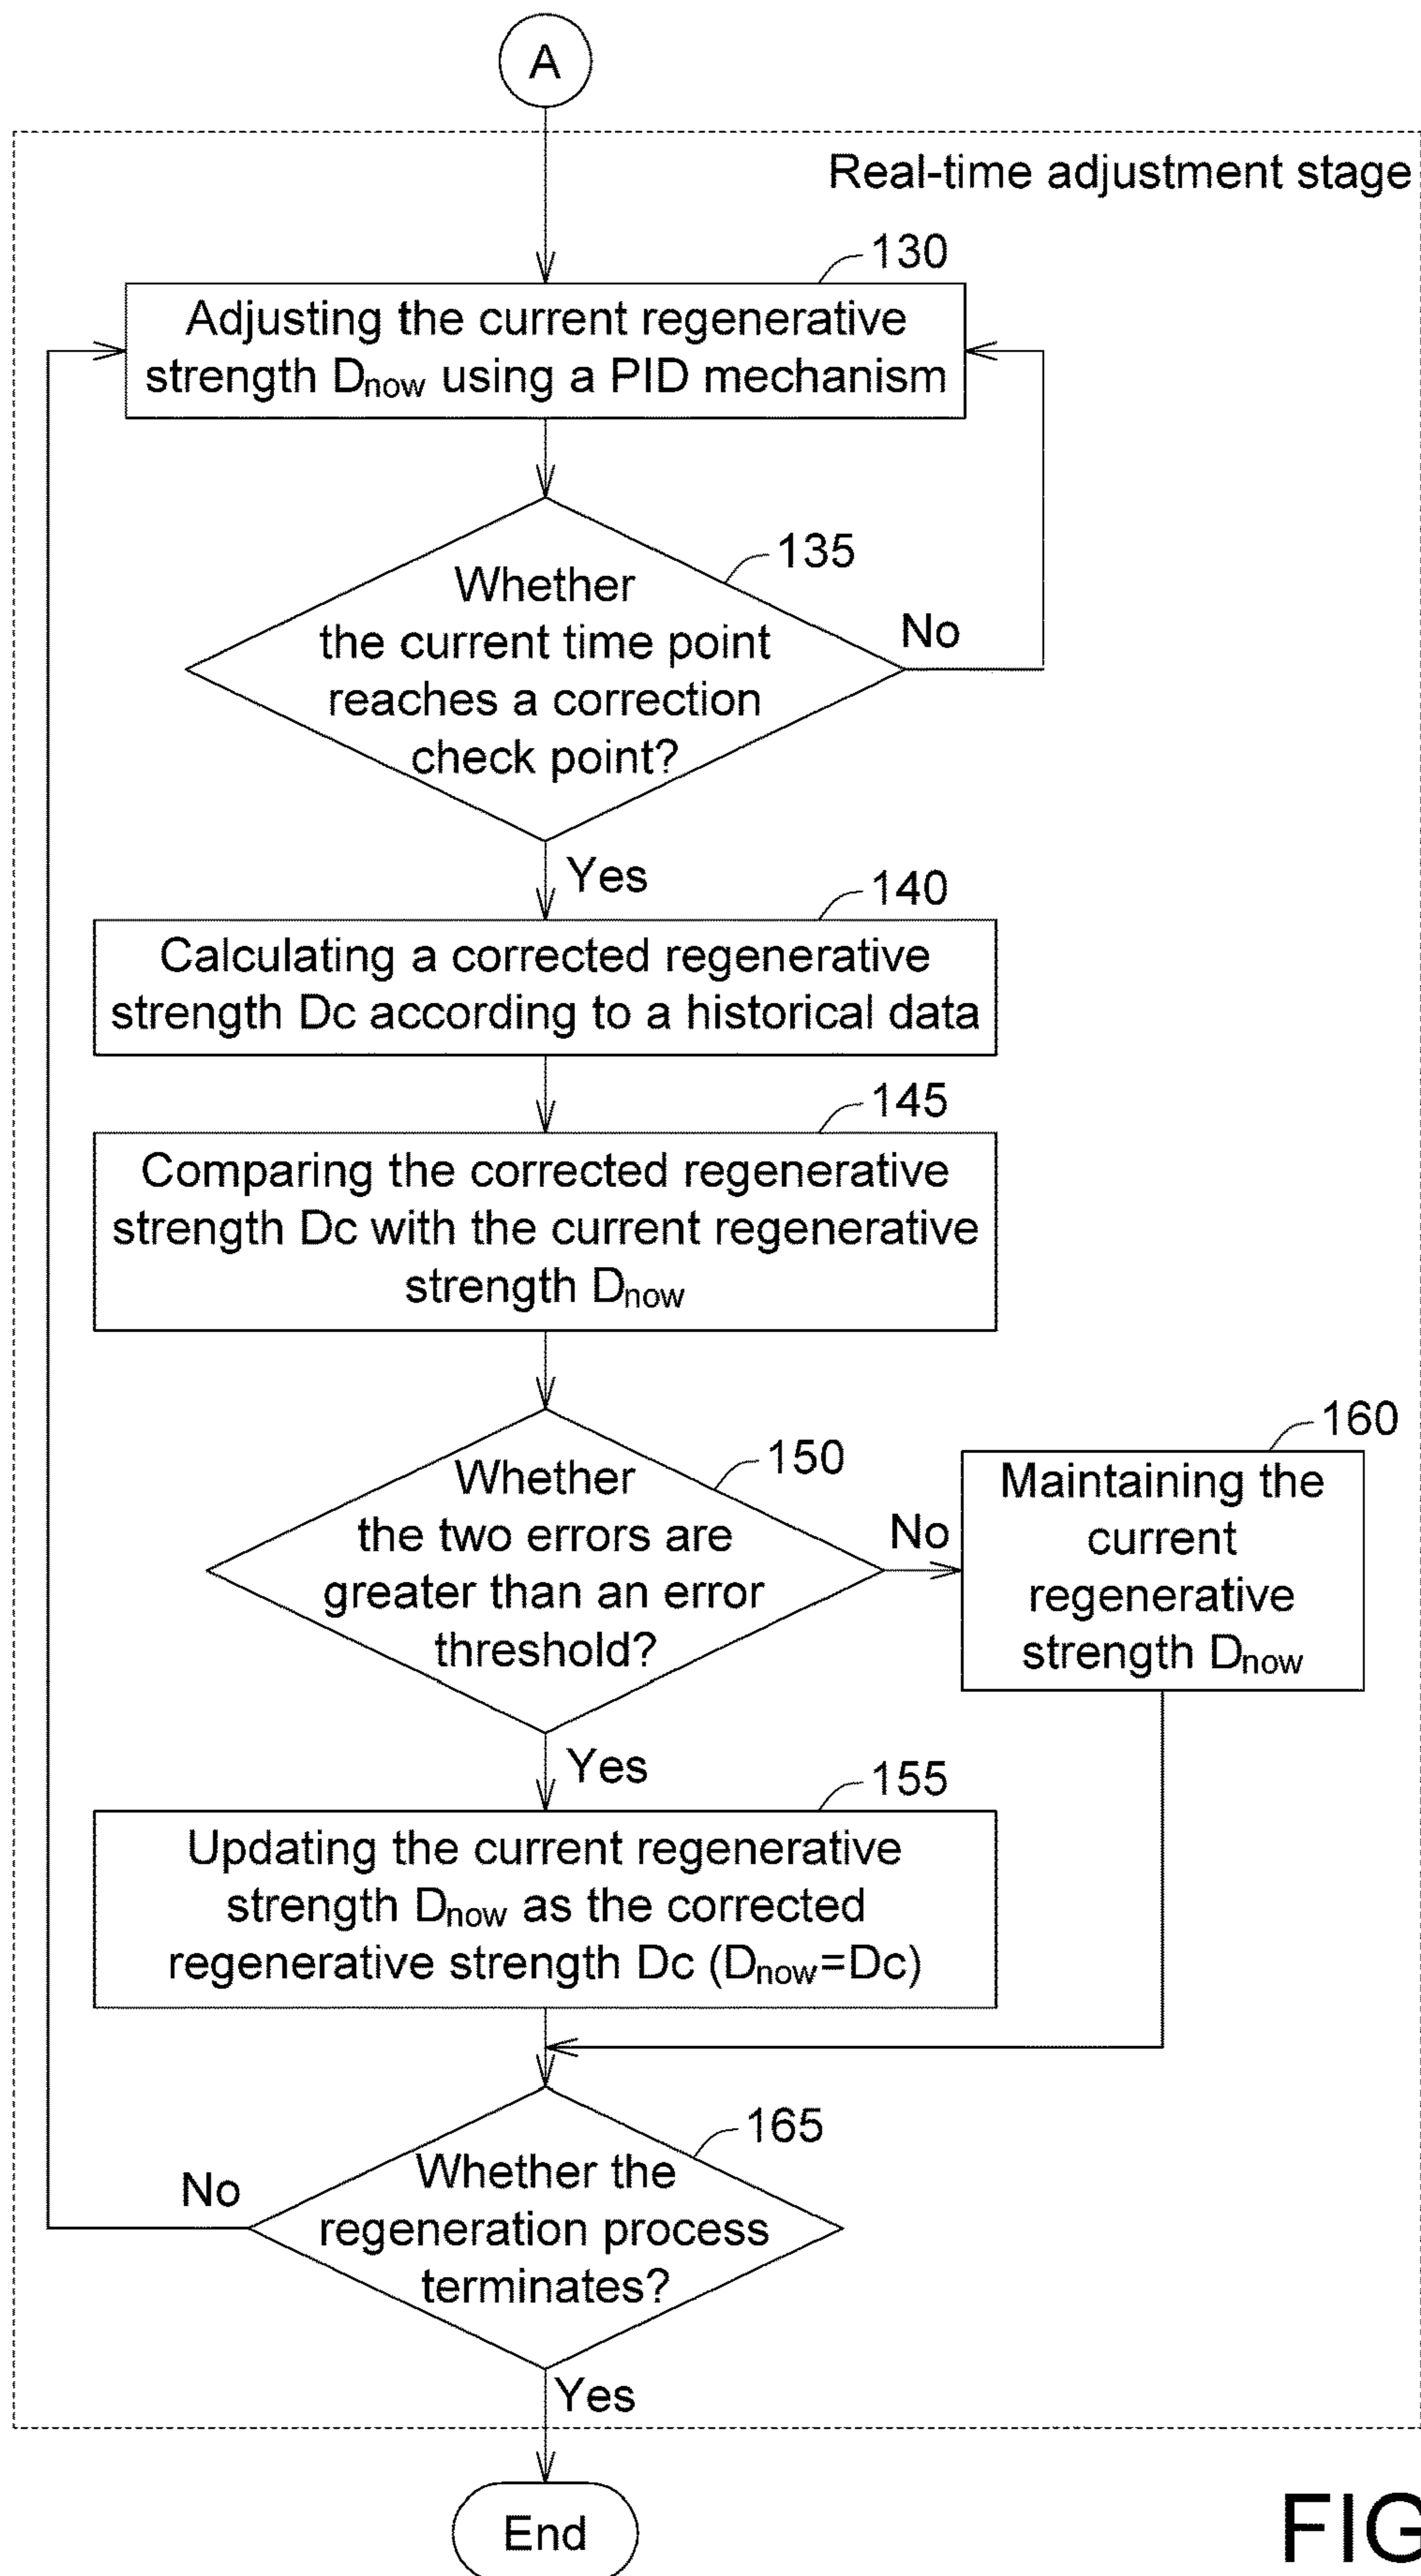 A
Real-time adjustment stage
130
Adjusting the current regenerative
strength Dnow using a PID mechanism
135
Whether
the current time point
reaches a correction
check point?
No
Yes
140
Calculating a corrected regenerative
strength Dc according to a historical data
145
Comparing the corrected regenerative
strength Dc with the current regenerative
strength Dnow
150
Whether
the two errors are
greater than an error
threshold?
No
160
Maintaining the
current
regenerative
strength Dnow
Yes
155
Updating the current regenerative
strength Dnow as the corrected
regenerative strength Dc (Dnow=Dc)
165
Whether the
regeneration process
terminates?
No
Yes
End
FIG